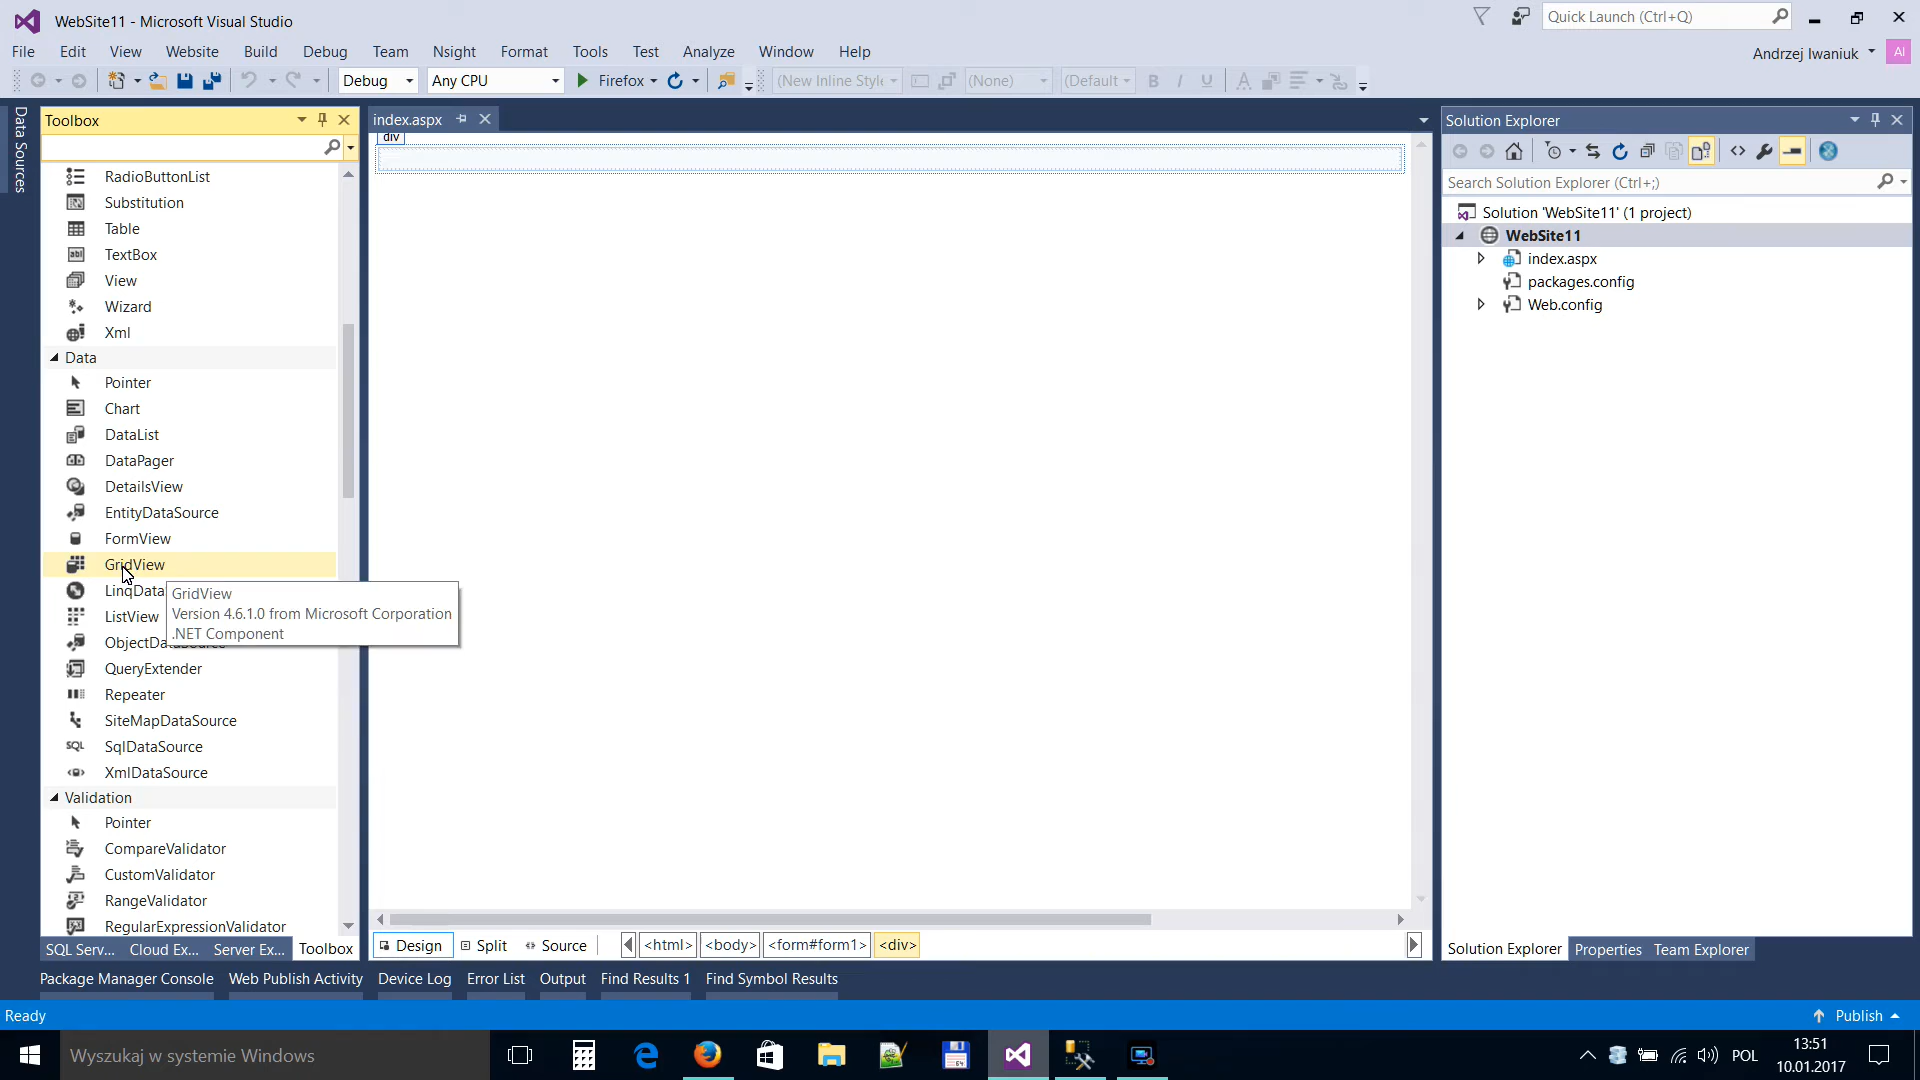 WebSite11 - Microsoft Visual Studio
Quick Launch (Ctrl+Q)
File Edit View Website Build Debug Team Nsight Format Tools Test Analyze Window Help
Andrzej Iwaniuk AI
Debug Any CPU Firefox (New Inline Style (None) (Default B I U A
Data Sources
Toolbox
RadioButtonList
Substitution
Table
TextBox
View
Wizard
Xml
Data
Pointer
Chart
DataList
DataPager
DetailsView
EntityDataSource
FormView
GridView
LinqData
ListView
ObjectDataSource
QueryExtender
Repeater
SiteMapDataSource
SQL SqlDataSource
XmlDataSource
Validation
Pointer
CompareValidator
CustomValidator
RangeValidator
RegularExpressionValidator
GridView
Version 4.6.1.0 from Microsoft Corporation
.NET Component
SQL Serv... Cloud Ex... Server Ex... Toolbox
index.aspx
div
Design Split Source <html> <body> <form#form1> <div>
Solution Explorer
Search Solution Explorer (Ctrl+;)
Solution 'WebSite11' (1 project)
WebSite11
index.aspx
packages.config
Web.config
Solution Explorer Properties Team Explorer
Package Manager Console Web Publish Activity Device Log Error List Output Find Results 1 Find Symbol Results
Ready
Publish
Wyszukaj w systemie Windows
POL
13:51
10.01.2017